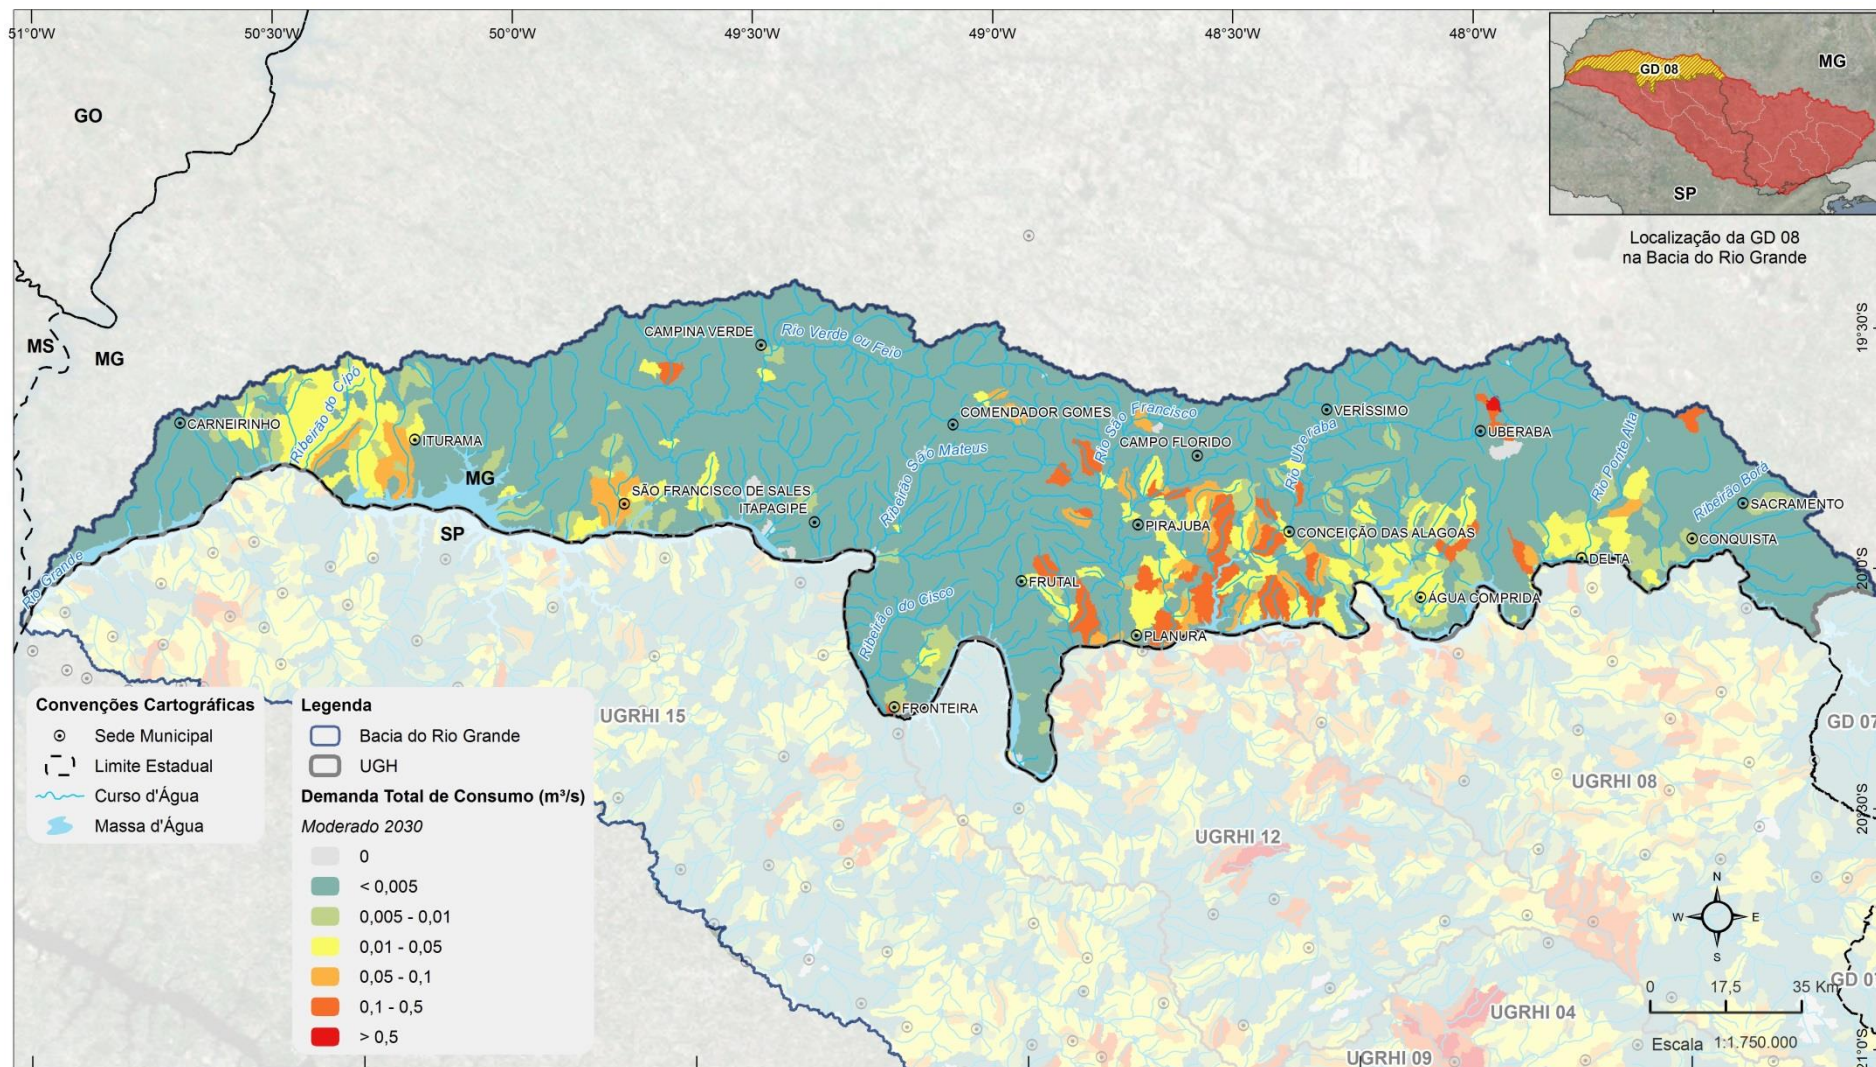 51°0'W
50°30'W
50°0'W
49°30'W
49°0'W
48°30'W
48°0'W
GO
MS
MG
MG
SP
GD 08
MG
SP
Localização da GD 08
na Bacia do Rio Grande
19°30'S
20°0'S
20°30'S
21°0'S
CAMPINA VERDE
Rio Verde ou Feio
CARNEIRINHO
Ribeirão do Cipó
ITURAMA
COMENDADOR GOMES
Rio São Francisco
CAMPO FLORIDO
VERÍSSIMO
Rio Uberaba
UBERABA
Rio Ponte Alta
Ribeirão São Mateus
SÃO FRANCISCO DE SALES
ITAPAGIPE
PIRAJUBA
CONCEIÇÃO DAS ALAGOAS
Ribeirão Borá
SACRAMENTO
CONQUISTA
DELTA
Rio Grande
FRUTAL
Ribeirão do Cisco
ÁGUA COMPRIDA
PLANURA
FRONTEIRA
UGRHI 15
GD 07
UGRHI 08
UGRHI 12
GD 07
UGRHI 04
UGRHI 09
Convenções Cartográficas
Sede Municipal
Limite Estadual
Curso d'Água
Massa d'Água
Legenda
Bacia do Rio Grande
UGH
Demanda Total de Consumo (m³/s)
Moderado 2030
0
< 0,005
0,005 - 0,01
0,01 - 0,05
0,05 - 0,1
0,1 - 0,5
> 0,5
N
W
E
S
0 17,5 35 Km
Escala 1:1.750.000